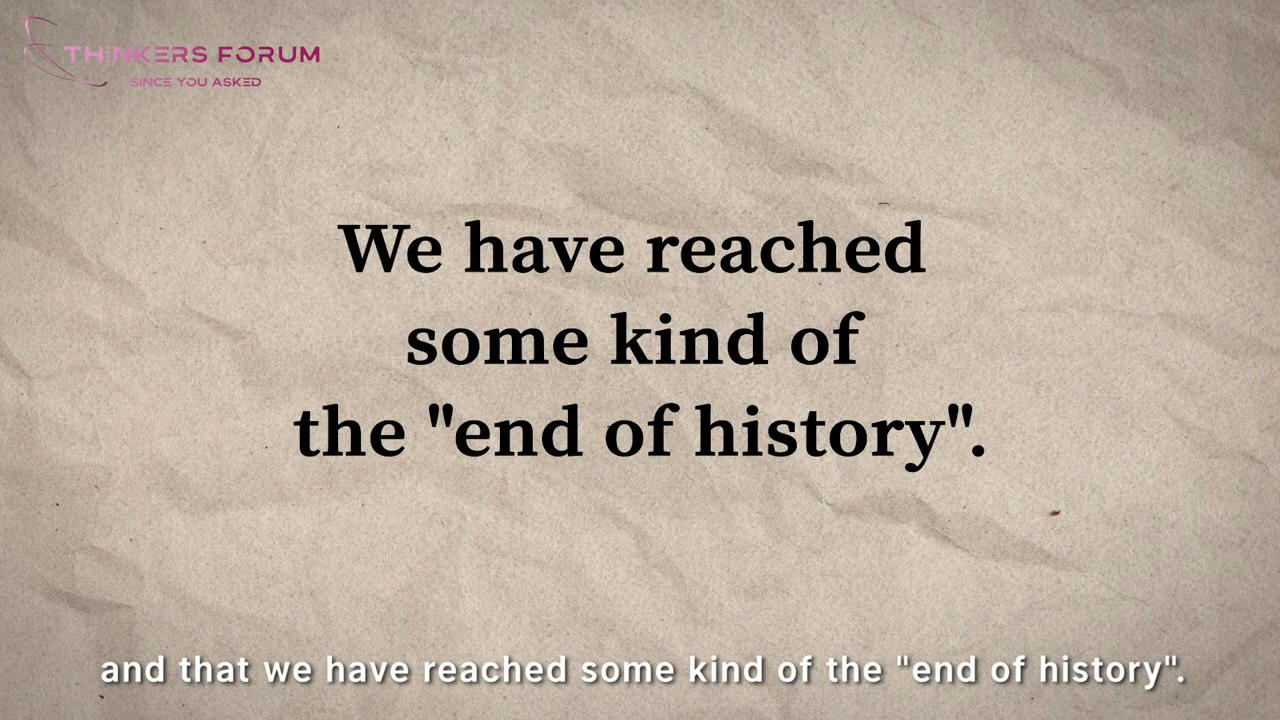 THINKERS FORUM
SINCE YOU ASKED
We have reached
some kind of
the "end of history".
and that we have reached some kind of the "end of history".